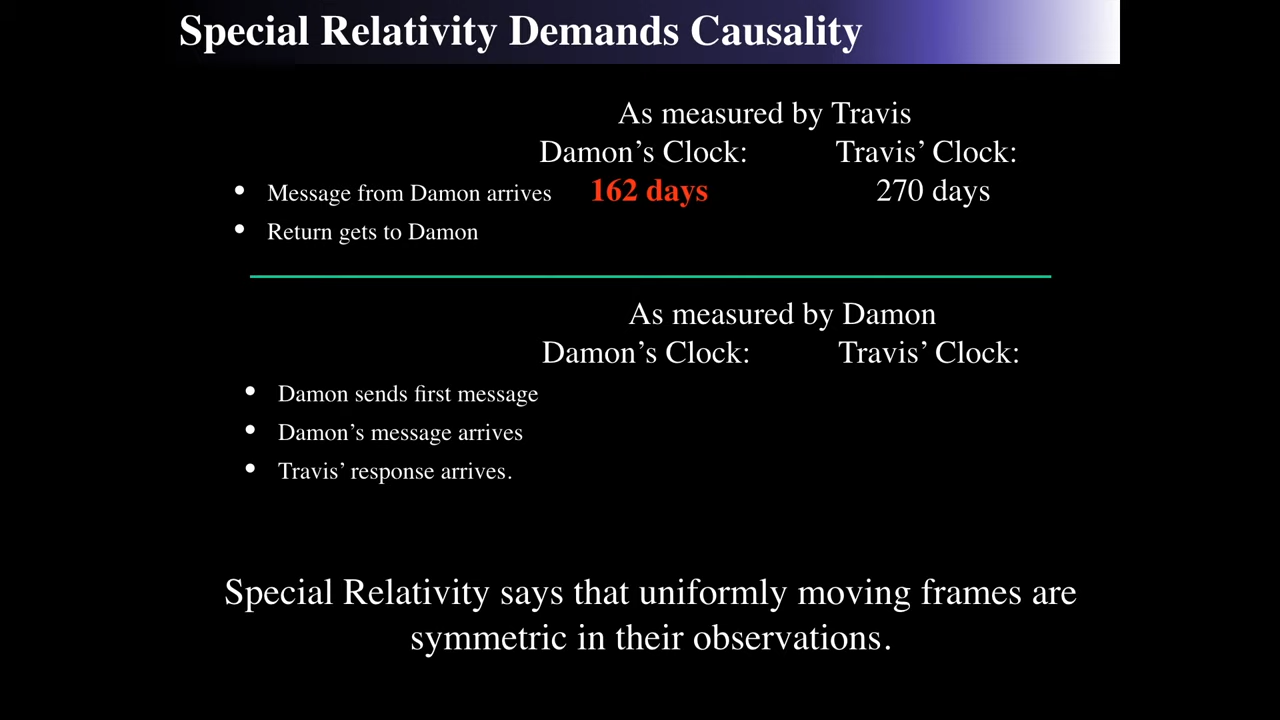 Special Relativity Demands Causality
As measured by Travis
Damon’s Clock: Travis’ Clock:
• Message from Damon arrives 162 days 270 days
• Return gets to Damon
As measured by Damon
Damon’s Clock: Travis’ Clock:
• Damon sends first message
• Damon’s message arrives
• Travis’ response arrives.
Special Relativity says that uniformly moving frames are
symmetric in their observations.